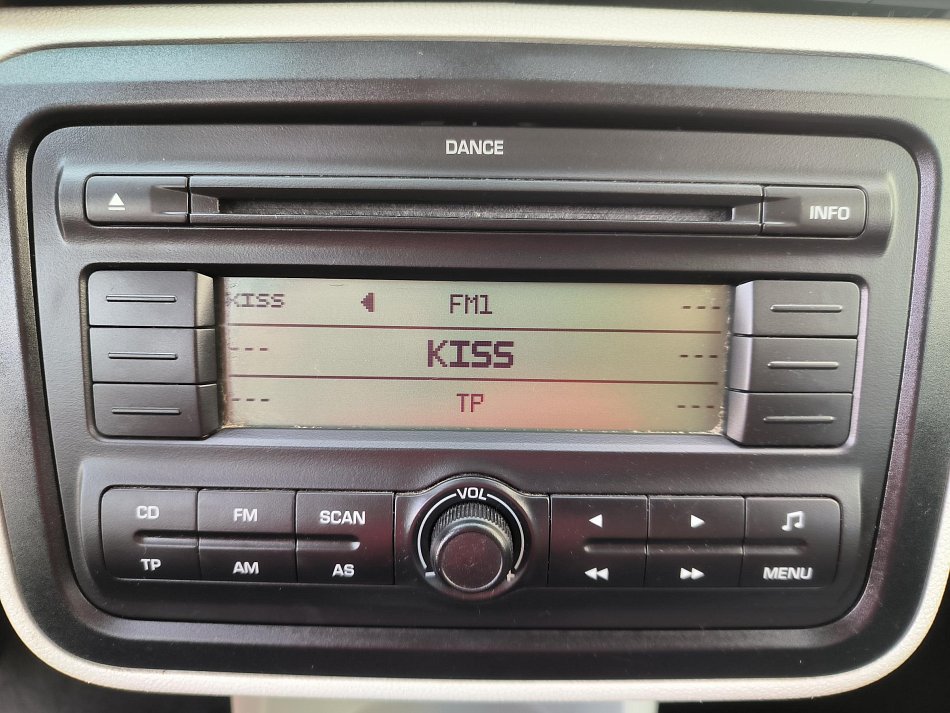 DANCE
INFO
KISS FM1 ---
--- KISS ---
--- TP ---
VOL
CD FM SCAN
TP AM AS MENU